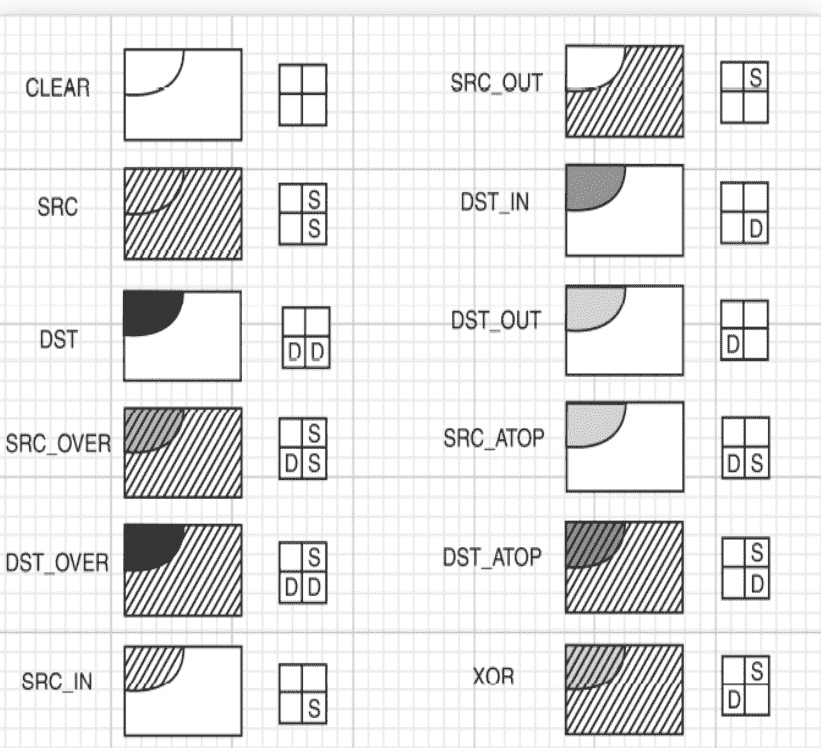 CLEAR
SRC
S
S
DST
D D
SRC_OVER
S
D S
DST_OVER
S
D D
SRC_IN
S
SRC_OUT
S
DST_IN
D
DST_OUT
D
SRC_ATOP
D S
DST_ATOP
S
D
XOR
S
D